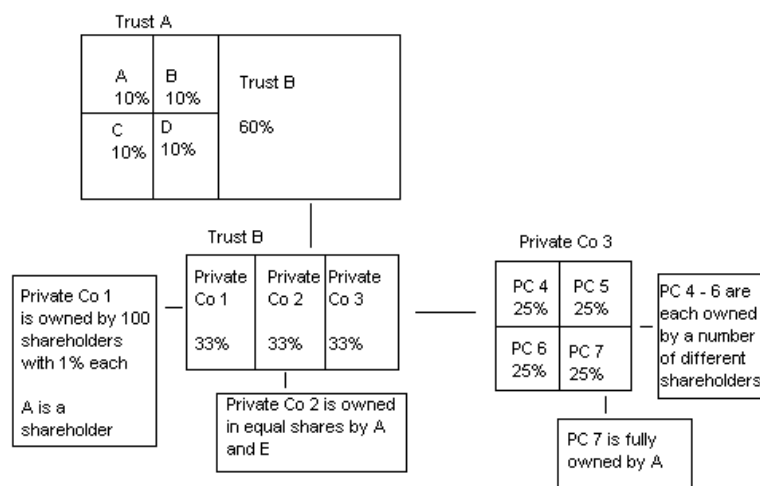 Trust A
A
10%
B
10%
C
10%
D
10%
Trust B
60%
Trust B
Private
Co 1
33%
Private
Co 2
33%
Private
Co 3
33%
Private Co 1
is owned by 100
shareholders
with 1% each
A is a
shareholder
Private Co 2 is owned
in equal shares by A
and E
Private Co 3
PC 4
25%
PC 5
25%
PC 6
25%
PC 7
25%
PC 4 - 6 are
each owned
by a number
of different
shareholders
PC 7 is fully
owned by A